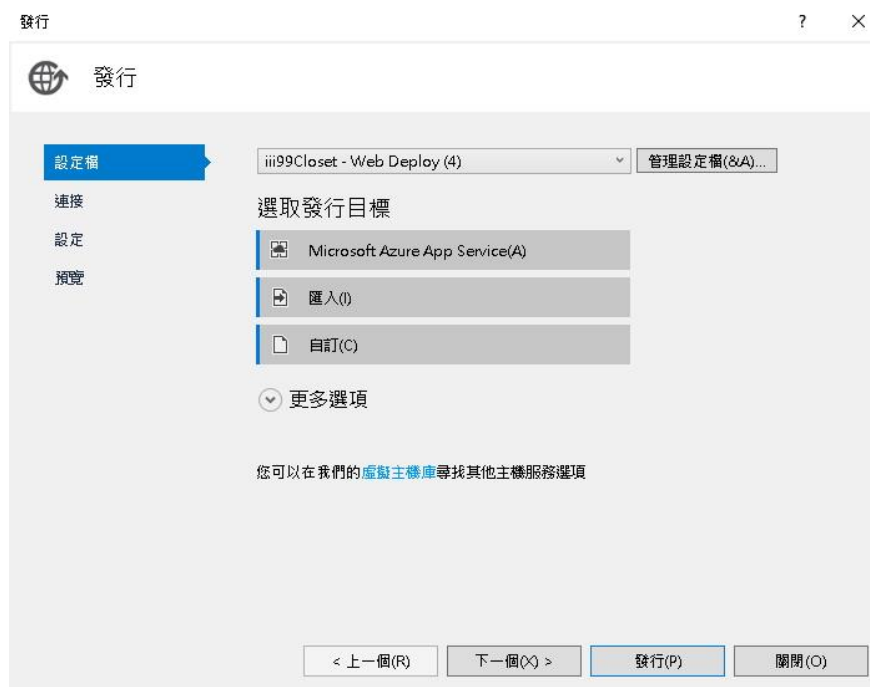 發行
?
發行
設定檔
連接
設定
預覽
iii99Closet - Web Deploy (4)
管理設定檔(&A)...
選取發行目標
Microsoft Azure App Service(A)
匯入(I)
自訂(C)
更多選項
您可以在我們的虛擬主機庫尋找其他主機服務選項
< 上一個(R)
下一個(X) >
發行(P)
關閉(O)